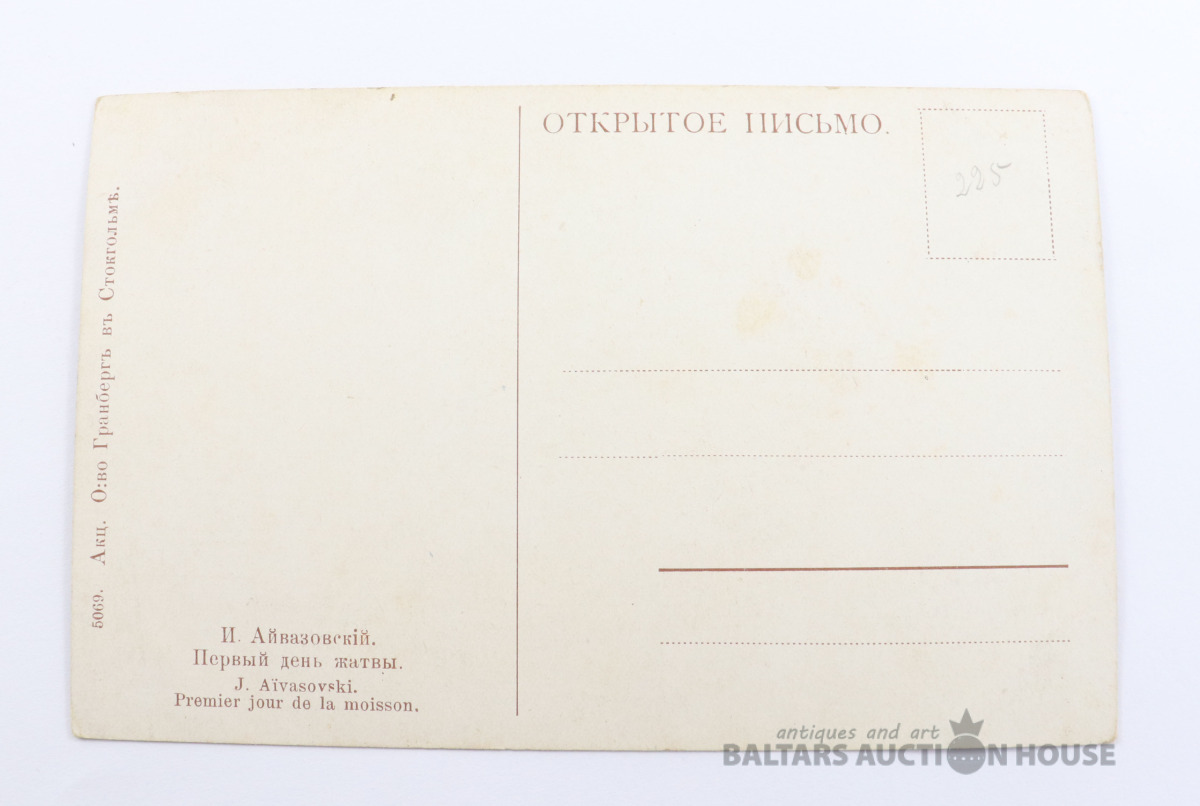 ОТКРЫТОЕ ПИСЬМО.
225
5069. Акц. О:во Гранбергъ въ Стокгольмѣ.
И. Айвазовскій.
Первый день жатвы.
J. Aïvasovski.
Premier jour de la moisson.
antiques and art
BALTARS AUCTION HOUSE